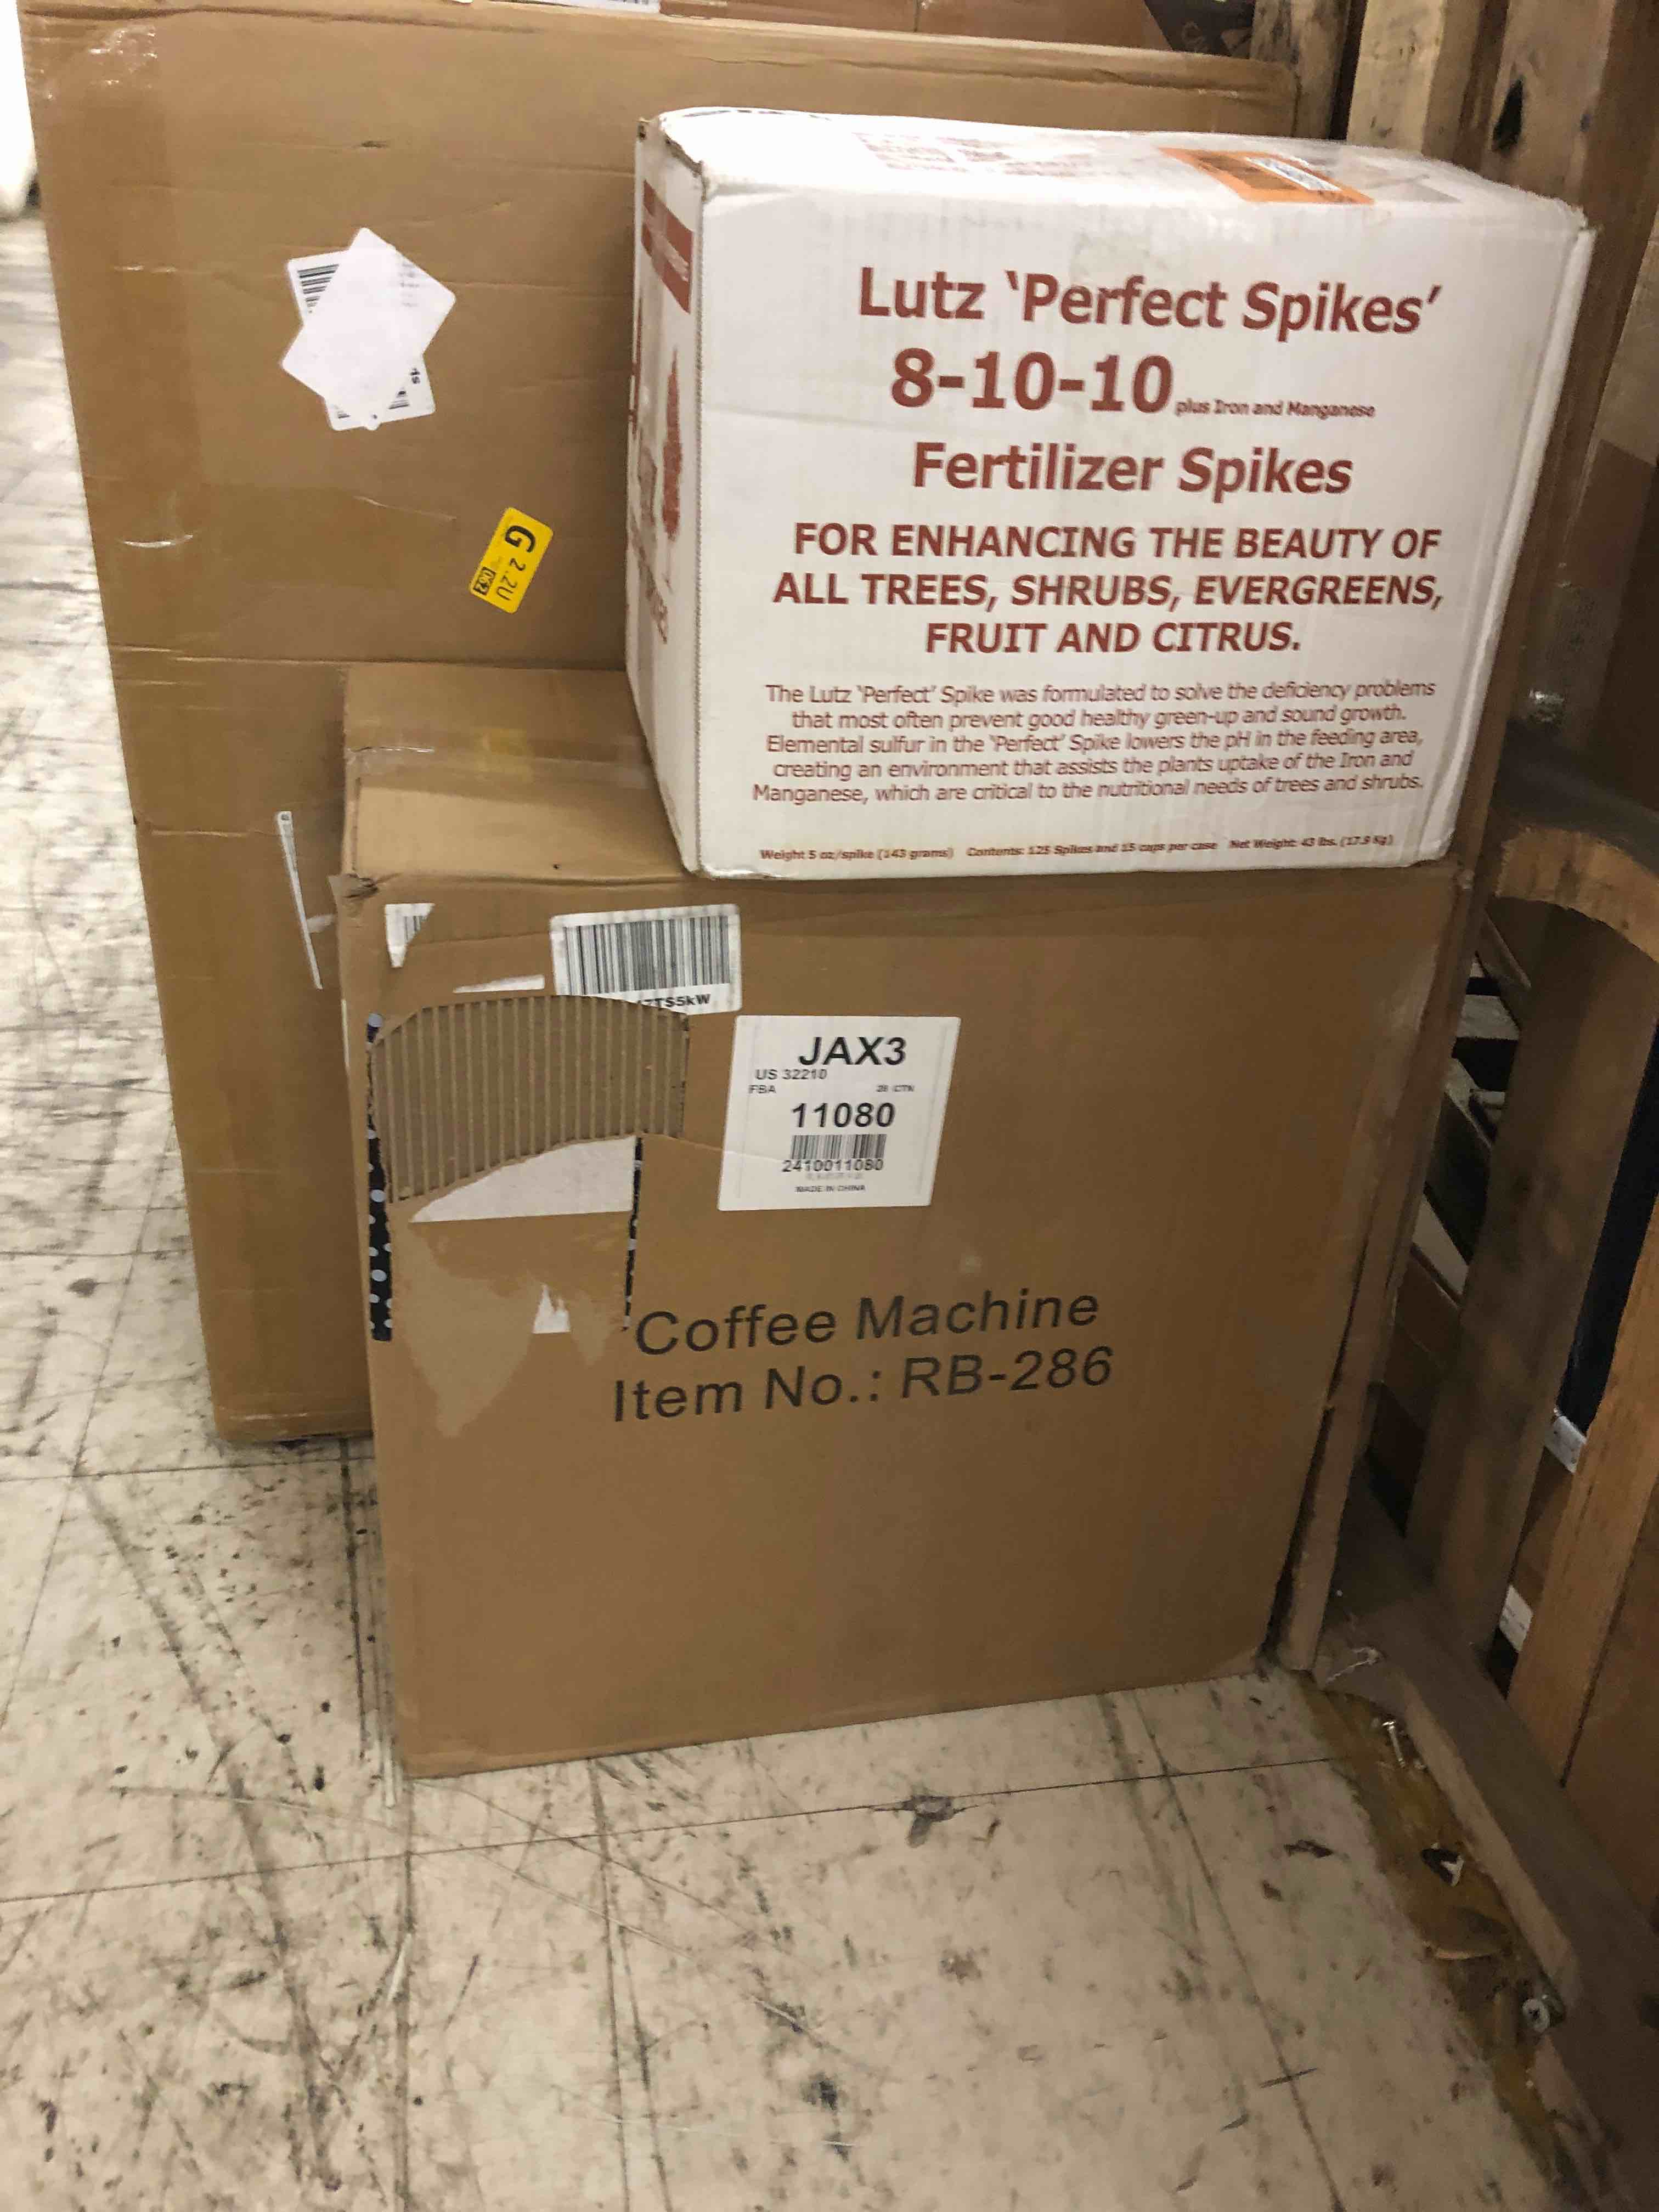 Lutz ‘Perfect Spikes’
8-10-10 plus Iron and Manganese
Fertilizer Spikes
FOR ENHANCING THE BEAUTY OF
ALL TREES, SHRUBS, EVERGREENS,
FRUIT AND CITRUS.
The Lutz ‘Perfect’ Spike was formulated to solve the deficiency problems
that most often prevent good healthy green-up and sound growth.
Elemental sulfur in the ‘Perfect’ Spike lowers the pH in the feeding area,
creating an environment that assists the plants uptake of the Iron and
Manganese, which are critical to the nutritional needs of trees and shrubs.
Weight 5 oz/spike (143 grams) Contents: 125 Spikes and 15 caps per case Net Weight: 43 lbs. (17.9 Kg)
G 2.2U
JAX3
US 32210
FBA
11080
2410011080
MADE IN CHINA
Coffee Machine
Item No.: RB-286